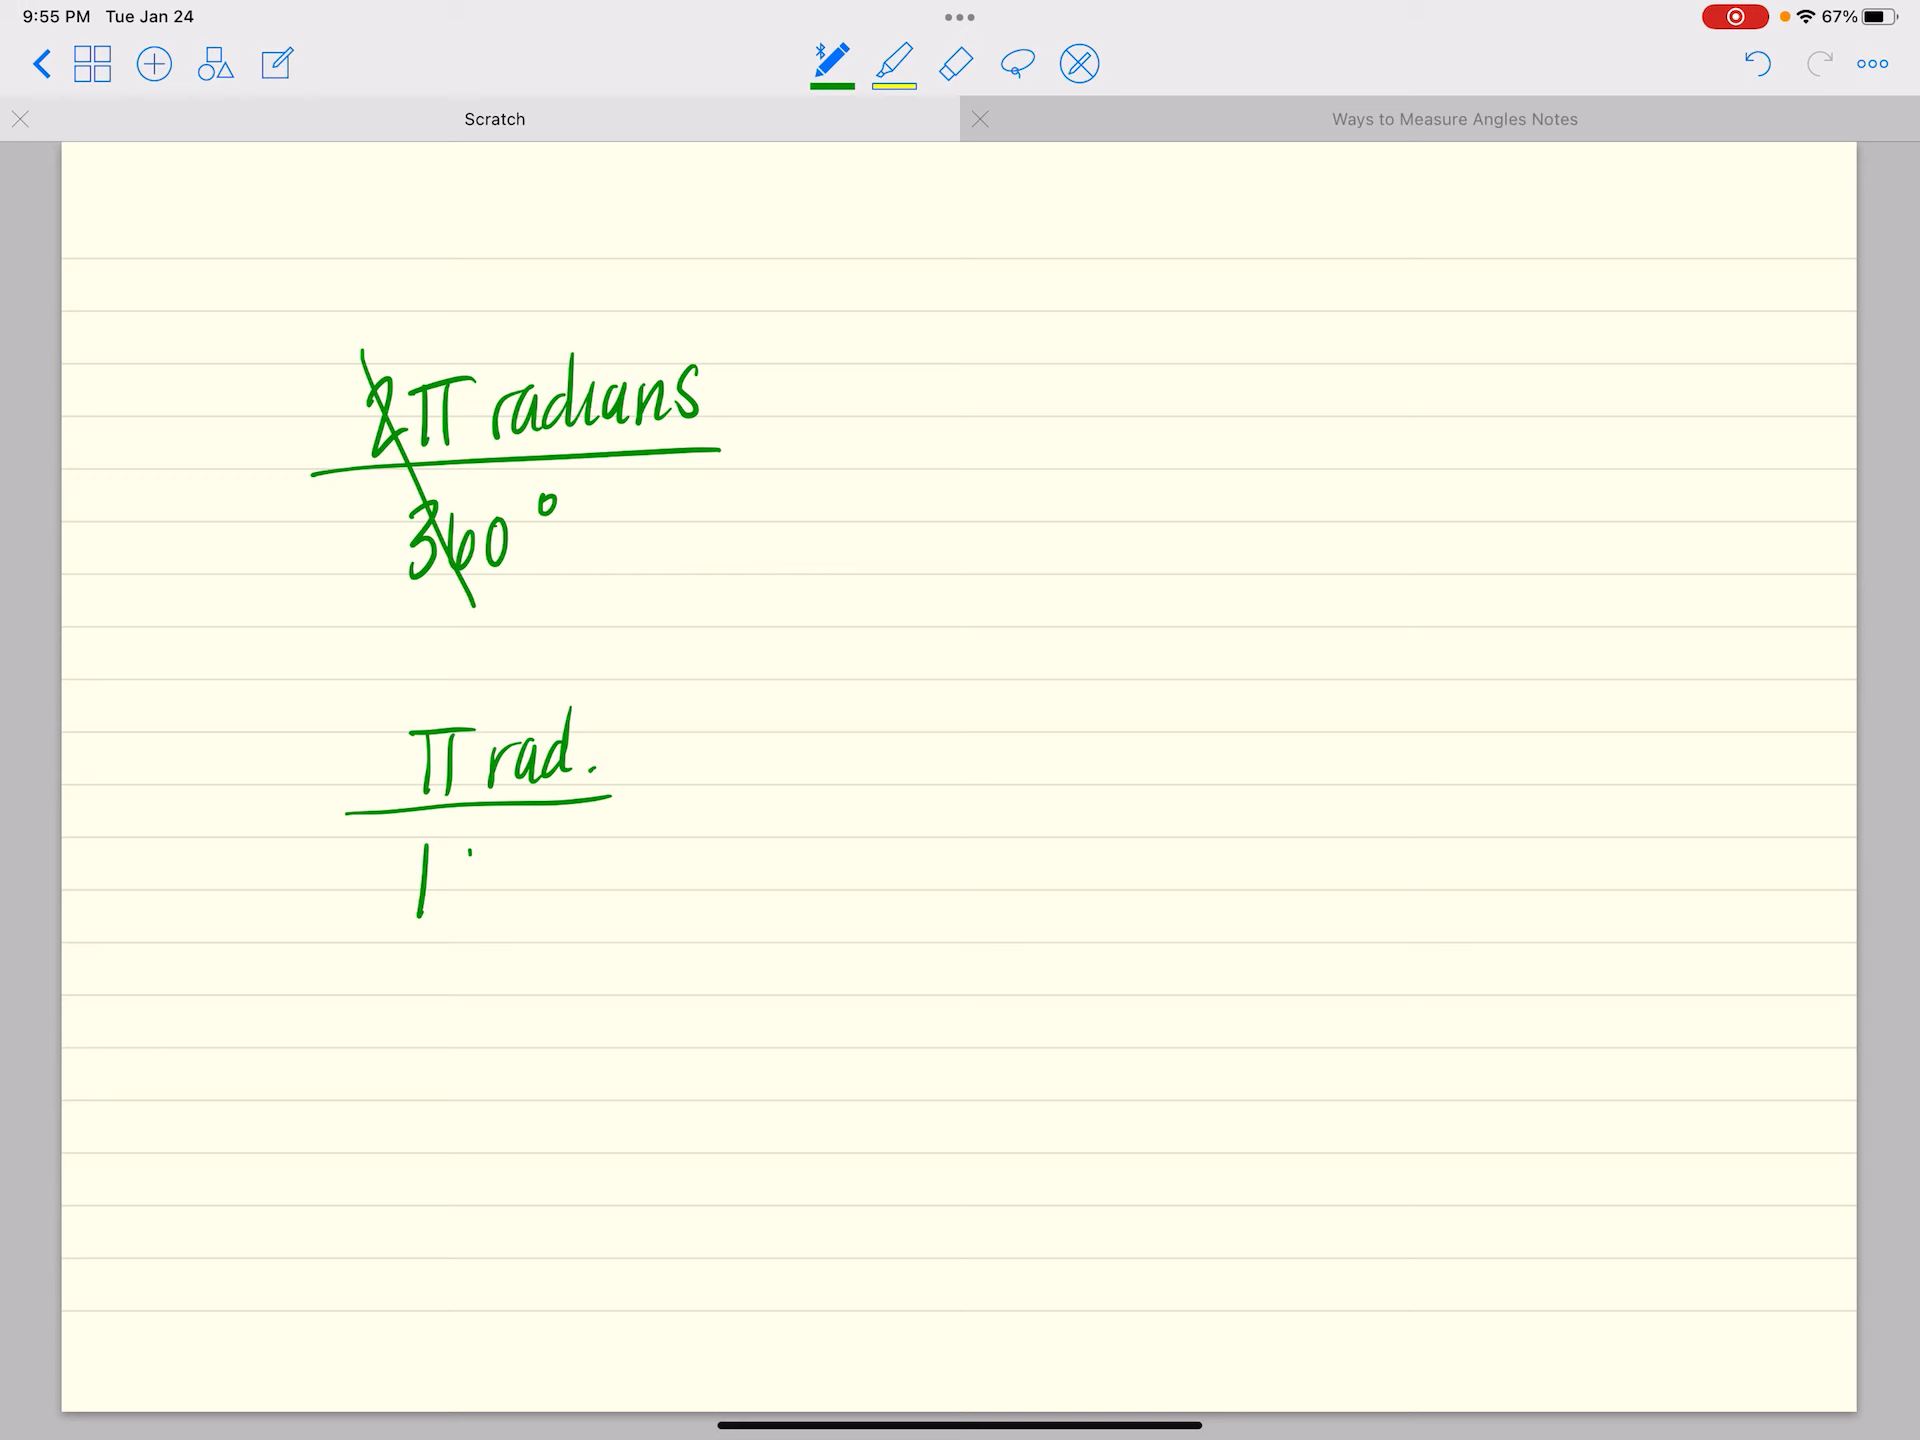 9:55 PM Tue Jan 24
67%
Scratch
Ways to Measure Angles Notes
2π radians
360°
π rad.
1